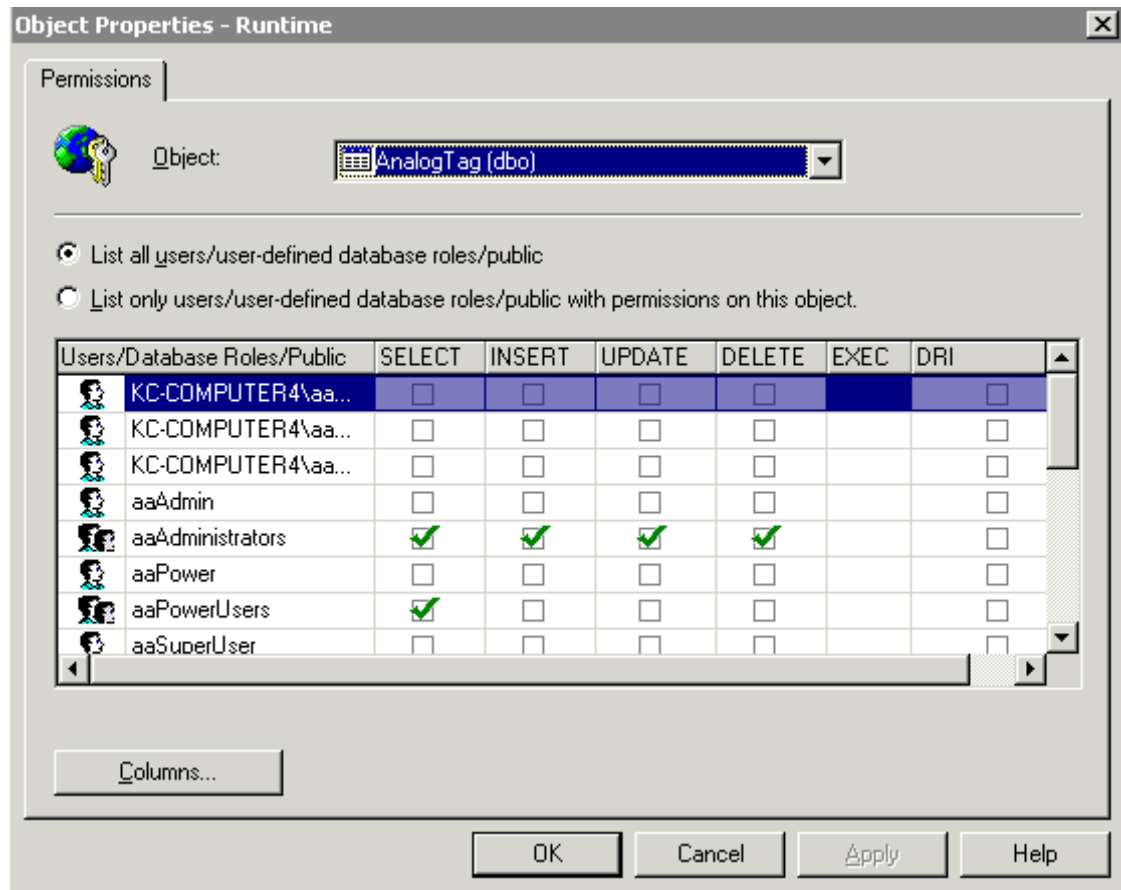 Object Properties - Runtime
Permissions
Object: AnalogTag (dbo)
List all users/user-defined database roles/public
List only users/user-defined database roles/public with permissions on this object.
Users/Database Roles/Public SELECT INSERT UPDATE DELETE EXEC DRI
KC-COMPUTER4\aa...
KC-COMPUTER4\aa...
KC-COMPUTER4\aa...
aaAdmin
aaAdministrators
aaPower
aaPowerUsers
aaSuperUser
Columns...
OK Cancel Apply Help